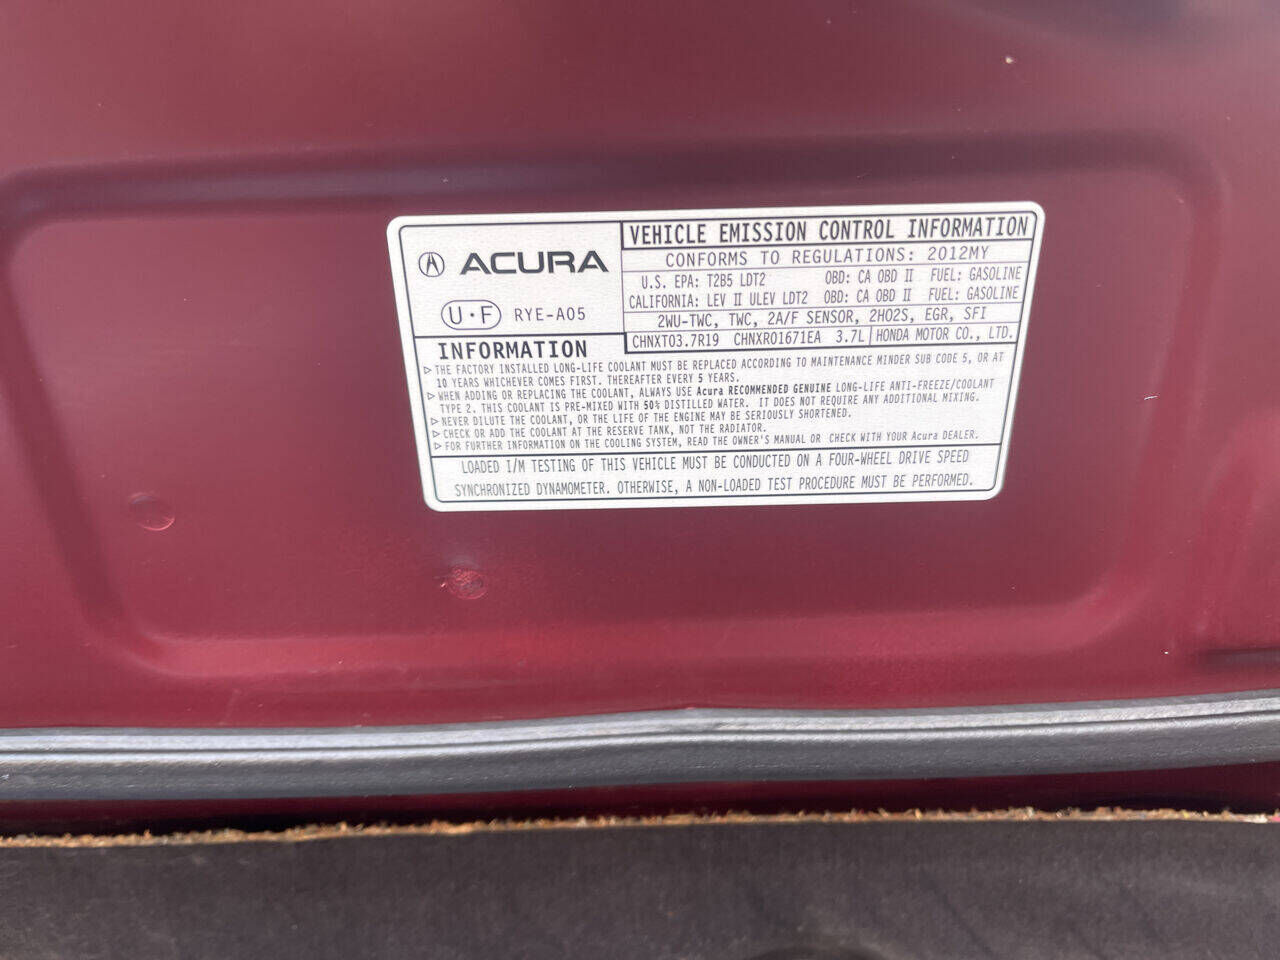 ACURA
U·F RYE-A05
VEHICLE EMISSION CONTROL INFORMATION
CONFORMS TO REGULATIONS: 2012MY
U.S. EPA: T2B5 LDT2 OBD: CA OBD II FUEL: GASOLINE
CALIFORNIA: LEV II ULEV LDT2 OBD: CA OBD II FUEL: GASOLINE
2WU-TWC, TWC, 2A/F SENSOR, 2HO2S, EGR, SFI
CHNXT03.7R19 CHNXR01671EA 3.7L HONDA MOTOR CO., LTD.
INFORMATION
▷ THE FACTORY INSTALLED LONG-LIFE COOLANT MUST BE REPLACED ACCORDING TO MAINTENANCE MINDER SUB CODE 5, OR AT
10 YEARS WHICHEVER COMES FIRST. THEREAFTER EVERY 5 YEARS.
▷ WHEN ADDING OR REPLACING THE COOLANT, ALWAYS USE Acura RECOMMENDED GENUINE LONG-LIFE ANTI-FREEZE/COOLANT
TYPE 2. THIS COOLANT IS PRE-MIXED WITH 50% DISTILLED WATER. IT DOES NOT REQUIRE ANY ADDITIONAL MIXING.
▷ NEVER DILUTE THE COOLANT, OR THE LIFE OF THE ENGINE MAY BE SERIOUSLY SHORTENED.
▷ CHECK OR ADD THE COOLANT AT THE RESERVE TANK, NOT THE RADIATOR.
▷ FOR FURTHER INFORMATION ON THE COOLING SYSTEM, READ THE OWNER'S MANUAL OR CHECK WITH YOUR Acura DEALER.
LOADED I/M TESTING OF THIS VEHICLE MUST BE CONDUCTED ON A FOUR-WHEEL DRIVE SPEED
SYNCHRONIZED DYNAMOMETER. OTHERWISE, A NON-LOADED TEST PROCEDURE MUST BE PERFORMED.